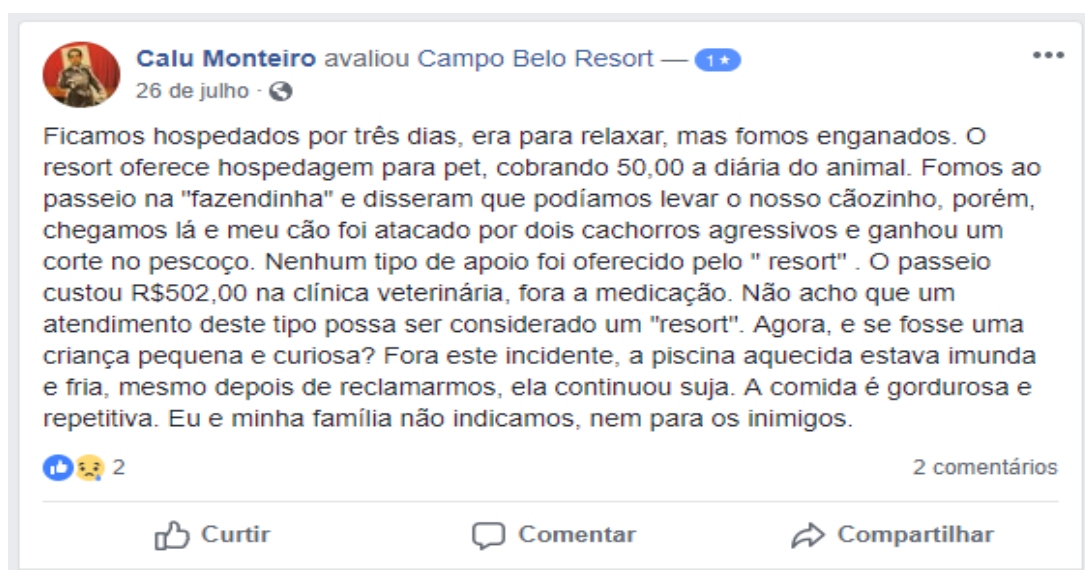 Calu Monteiro avaliou Campo Belo Resort — 1★
26 de julho ·
Ficamos hospedados por três dias, era para relaxar, mas fomos enganados. O
resort oferece hospedagem para pet, cobrando 50,00 a diária do animal. Fomos ao
passeio na "fazendinha" e disseram que podíamos levar o nosso cãozinho, porém,
chegamos lá e meu cão foi atacado por dois cachorros agressivos e ganhou um
corte no pescoço. Nenhum tipo de apoio foi oferecido pelo " resort" . O passeio
custou R$502,00 na clínica veterinária, fora a medicação. Não acho que um
atendimento deste tipo possa ser considerado um "resort". Agora, e se fosse uma
criança pequena e curiosa? Fora este incidente, a piscina aquecida estava imunda
e fria, mesmo depois de reclamarmos, ela continuou suja. A comida é gordurosa e
repetitiva. Eu e minha família não indicamos, nem para os inimigos.
2 2 comentários
Curtir Comentar Compartilhar